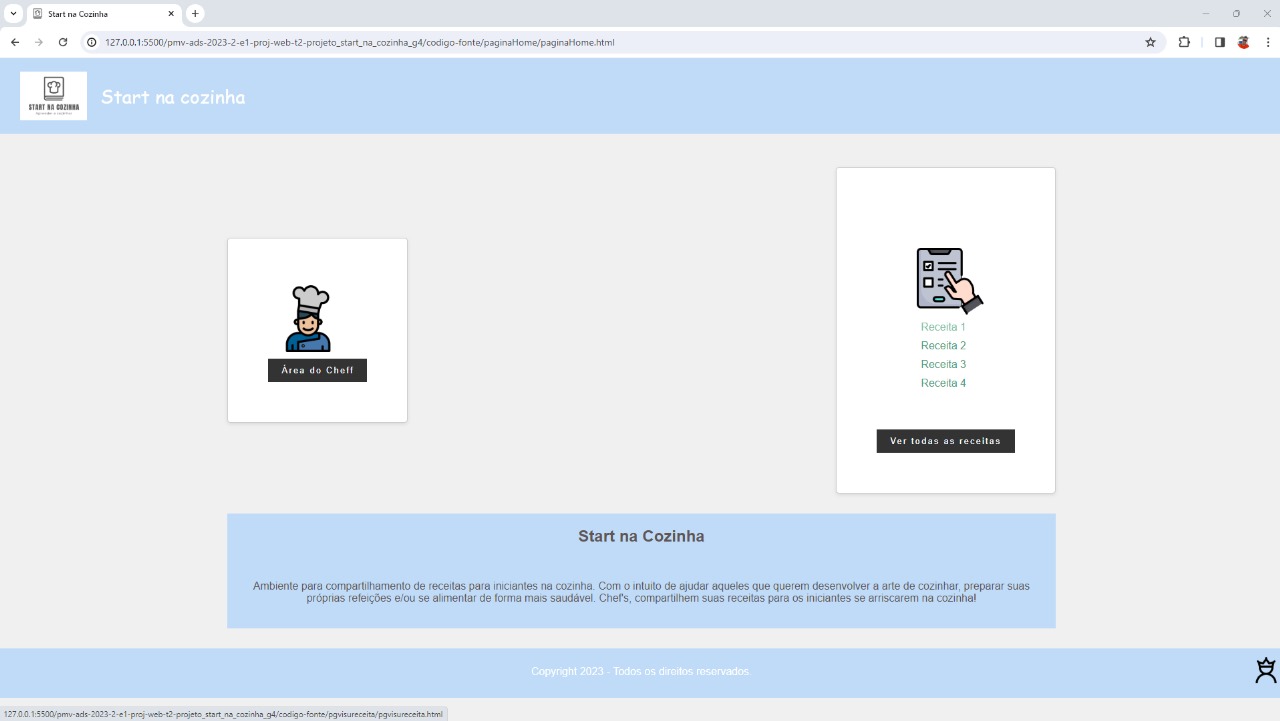 Start na Cozinha
127.0.0.1:5500/pmv-ads-2023-2-e1-proj-web-t2-projeto_start_na_cozinha_g4/codigo-fonte/paginaHome/paginaHome.html
START NA COZINHA
Start na cozinha
Área do Cheff
Receita 1
Receita 2
Receita 3
Receita 4
Ver todas as receitas
Start na Cozinha
Ambiente para compartilhamento de receitas para iniciantes na cozinha. Com o intuito de ajudar aqueles que querem desenvolver a arte de cozinhar, preparar suas
próprias refeições e/ou se alimentar de forma mais saudável. Chef's, compartilhem suas receitas para os iniciantes se arriscarem na cozinha!
Copyright 2023 - Todos os direitos reservados.
127.0.0.1:5500/pmv-ads-2023-2-e1-proj-web-t2-projeto_start_na_cozinha_g4/codigo-fonte/pgvisureceita/pgvisureceita.html